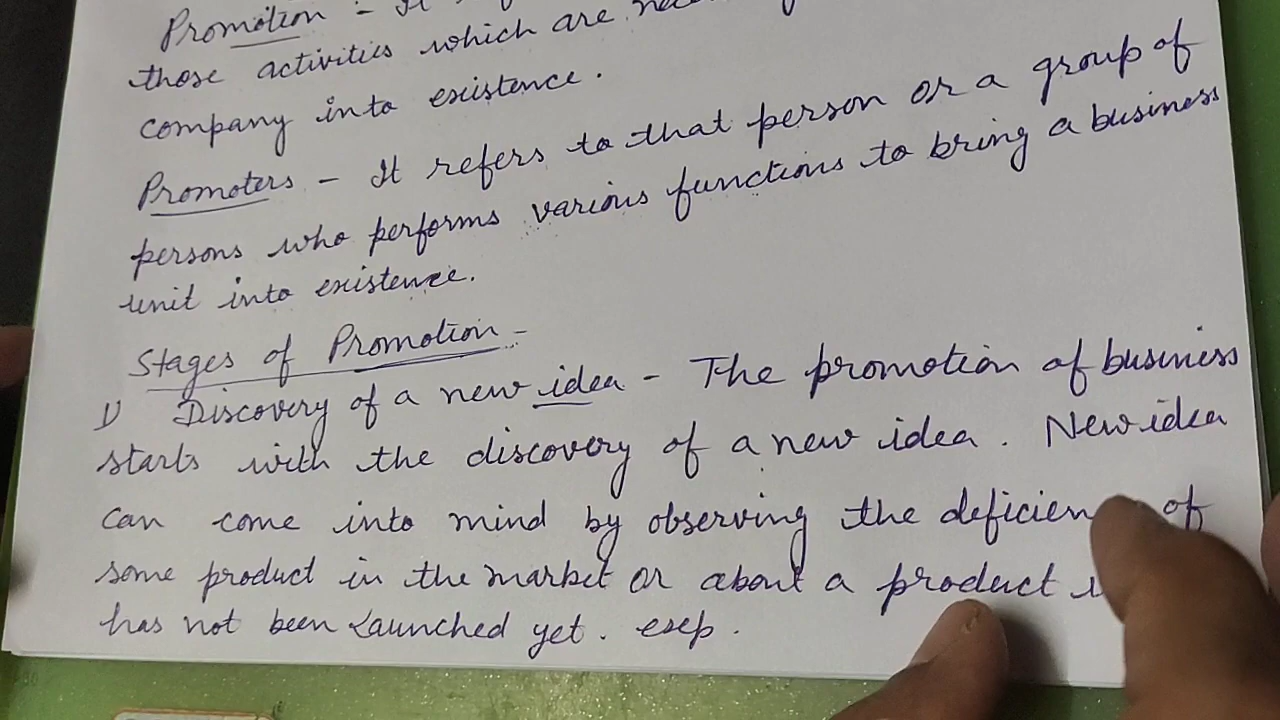 Promotion - It
those activities which are
company into existence.
Promoters - It refers to that person or a group of
persons who performs various functions to bring a business
unit into existence.
Stages of Promotion -
1) Discovery of a new idea - The promotion of business
starts with the discovery of a new idea. New idea
can come into mind by observing the of
some product in the market or about a product
has not been Launched yet.